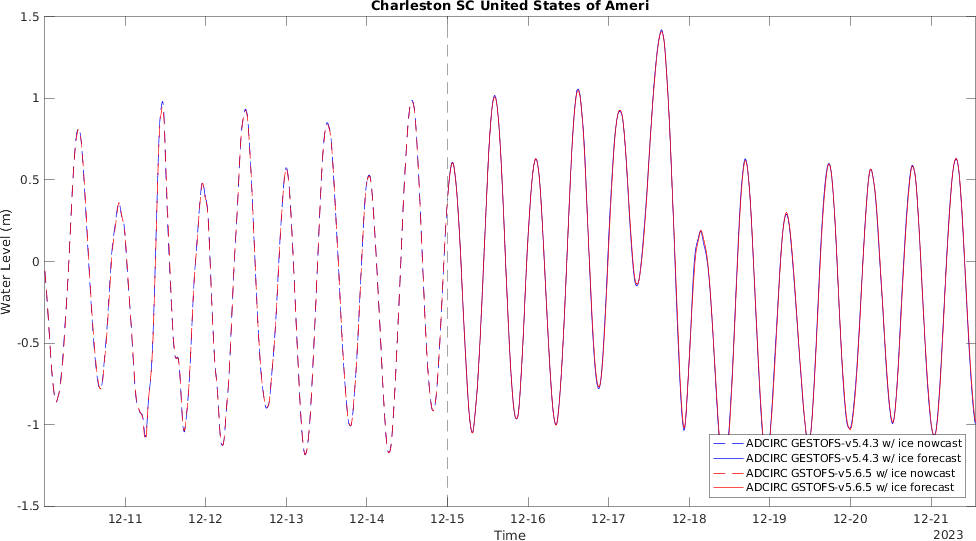 Charleston SC United States of Ameri
1.5
1
0.5
0
-0.5
-1
-1.5
Water Level (m)
ADCIRC GESTOFS-v5.4.3 w/ ice nowcast
ADCIRC GESTOFS-v5.4.3 w/ ice forecast
ADCIRC GSTOFS-v5.6.5 w/ ice nowcast
ADCIRC GSTOFS-v5.6.5 w/ ice forecast
12-11 12-12 12-13 12-14 12-15 12-16 12-17 12-18 12-19 12-20 12-21
Time
2023